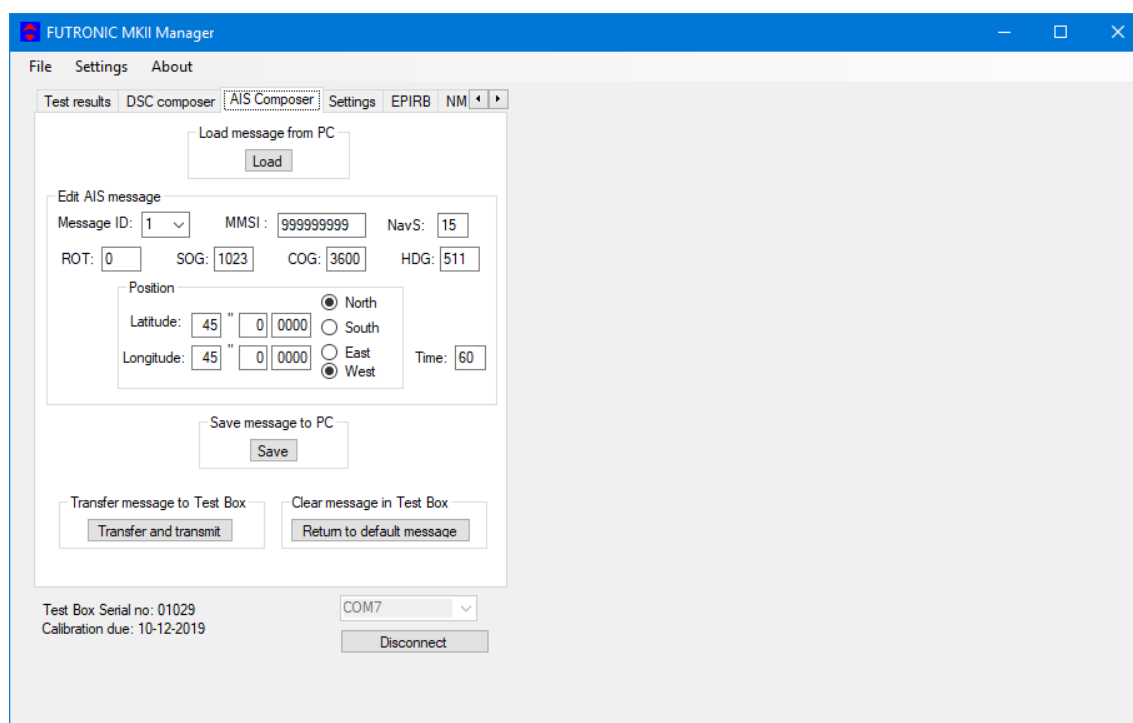 FUTRONIC MKII Manager
File Settings About
Test results DSC composer AIS Composer Settings EPIRB NM
Load message from PC
Load
Edit AIS message
Message ID: 1 MMSI : 999999999 NavS: 15
ROT: 0 SOG: 1023 COG: 3600 HDG: 511
Position
North
Latitude: 45 " 0 0000
South
East
Longitude: 45 " 0 0000 Time: 60
West
Save message to PC
Save
Transfer message to Test Box Clear message in Test Box
Transfer and transmit Return to default message
Test Box Serial no: 01029 COM7
Calibration due: 10-12-2019
Disconnect